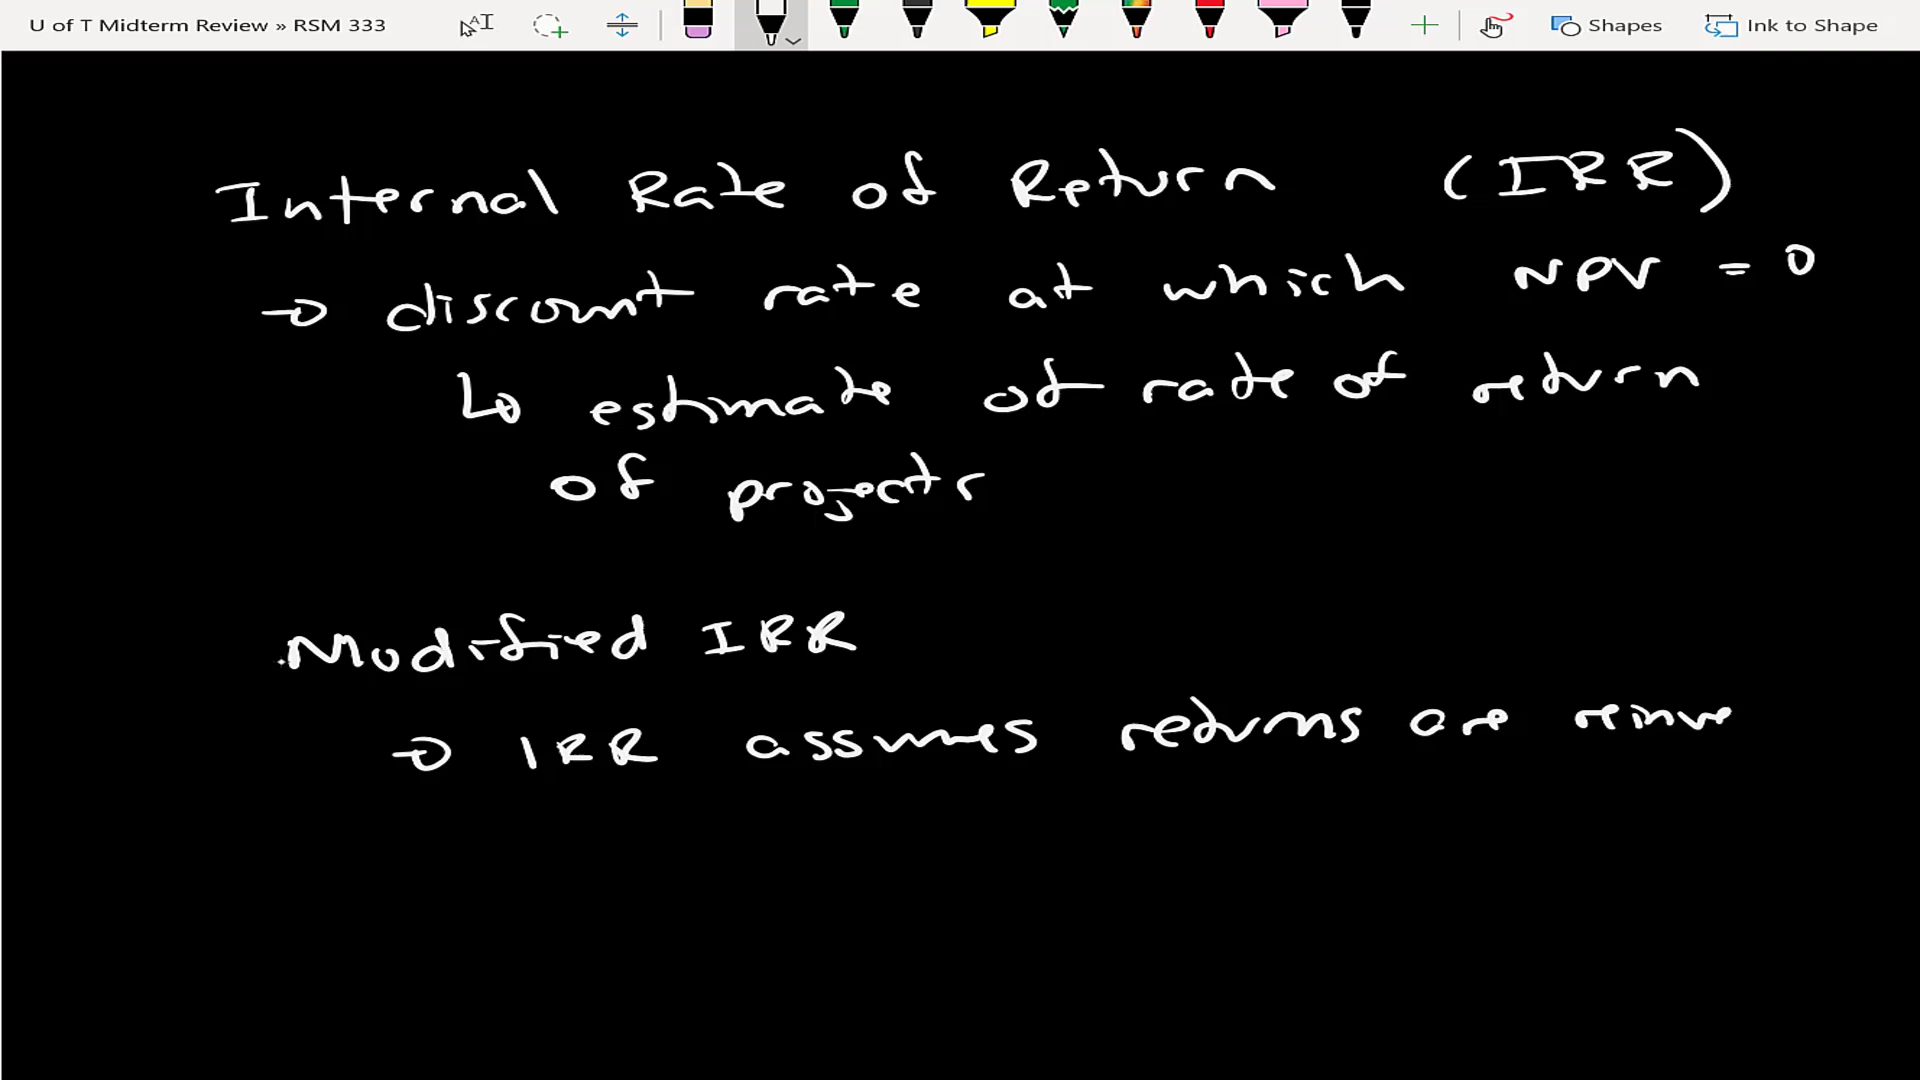 U of T Midterm Review » RSM 333
Shapes
Ink to Shape
Internal Rate of Return (IRR)
→ discount rate at which NPV = 0
↳ estimate of rate of return
of projects
Modified IRR
→ IRR assumes returns are reinve